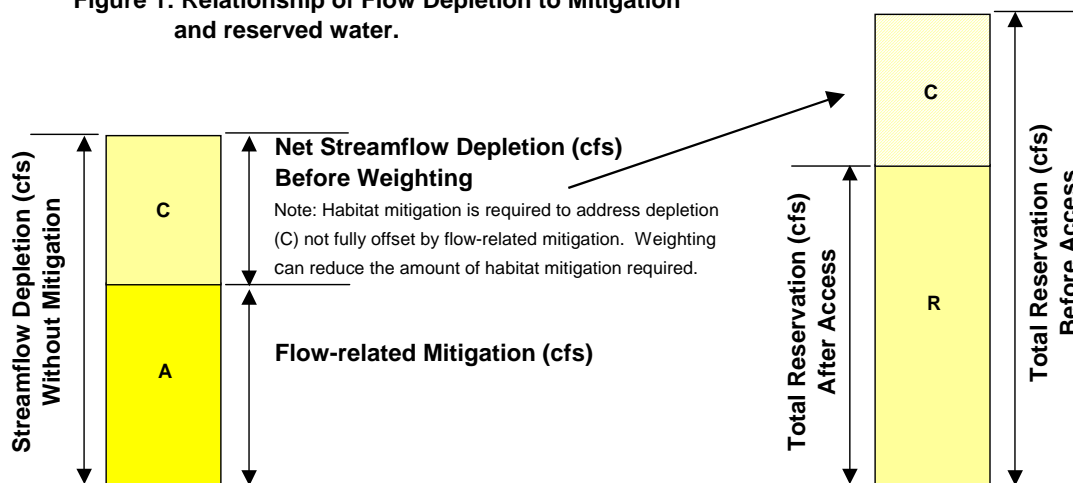 Figure 1. Relationship of Flow Depletion to Mitigation
and reserved water.
Streamflow Depletion (cfs)
Without Mitigation
C
A
Net Streamflow Depletion (cfs)
Before Weighting
Note: Habitat mitigation is required to address depletion
(C) not fully offset by flow-related mitigation. Weighting
can reduce the amount of habitat mitigation required.
Flow-related Mitigation (cfs)
Total Reservation (cfs)
After Access
C
R
Total Reservation (cfs)
Before Access